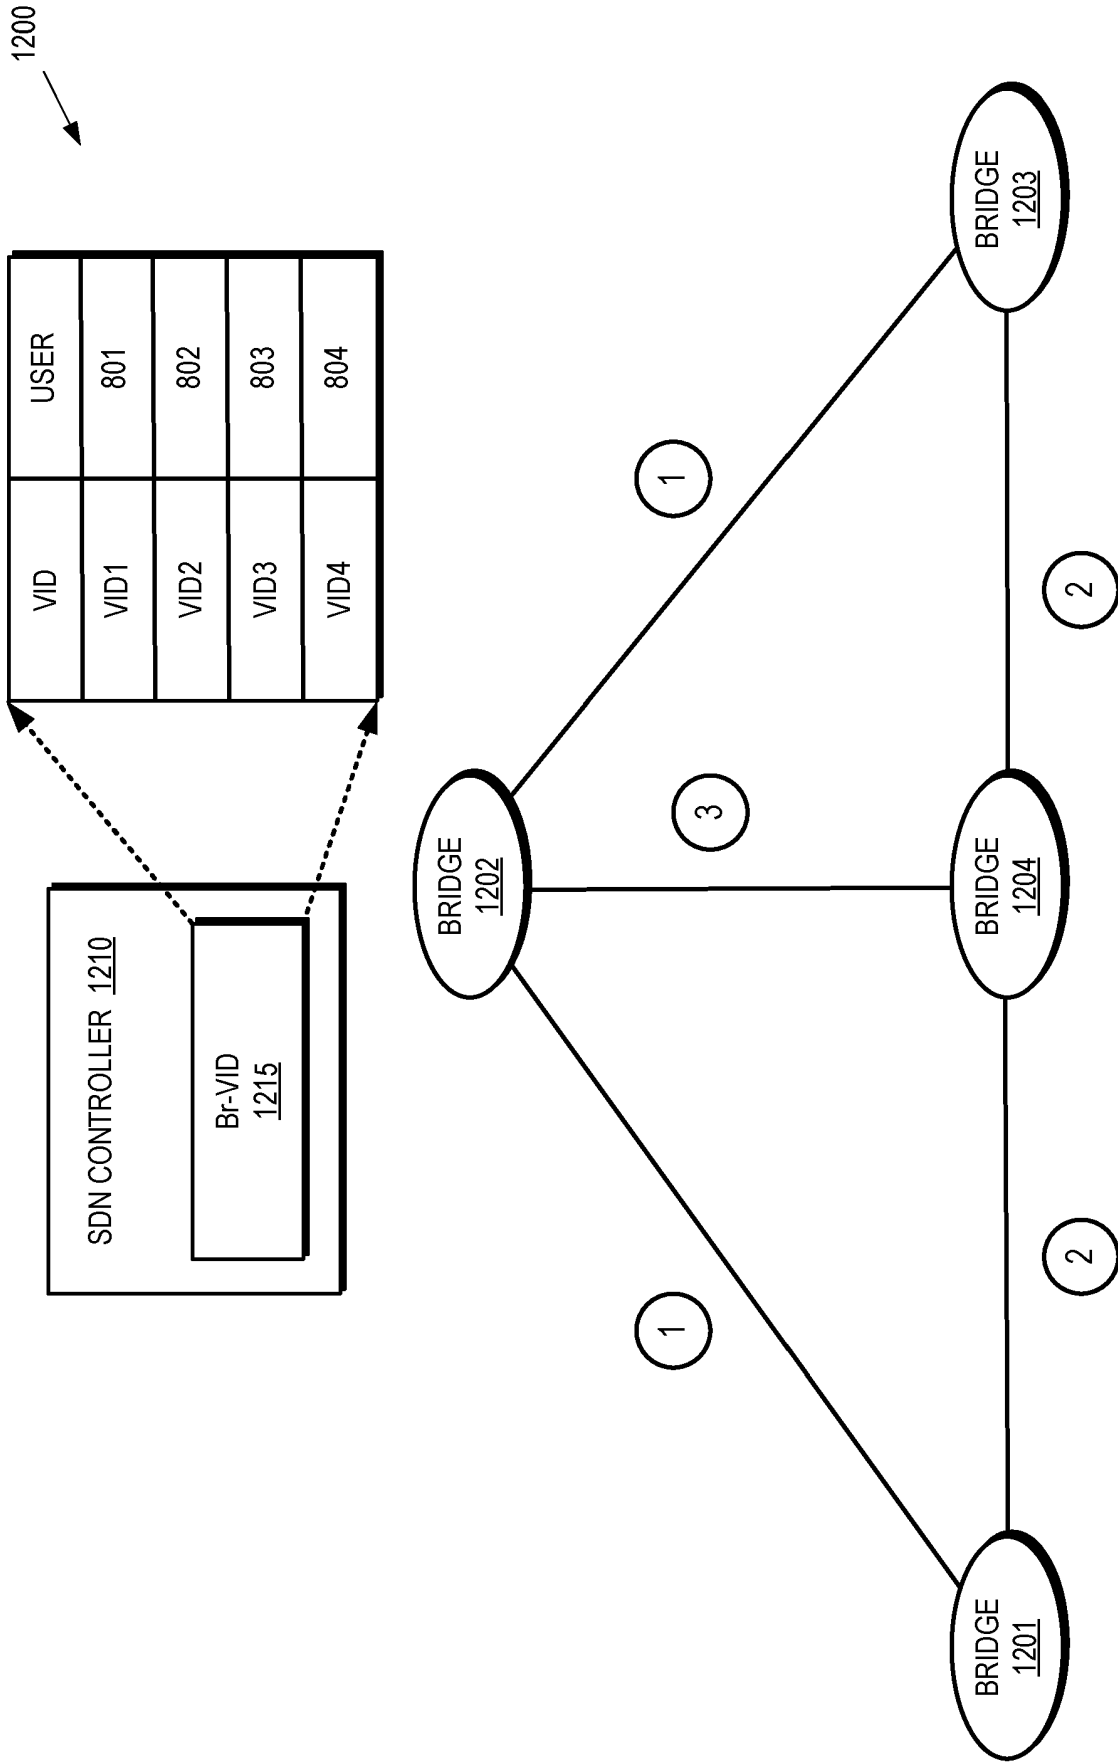 1200
SDN CONTROLLER 1210
Br-VID
1215
VID USER
VID1 801
VID2 802
VID3 803
VID4 804
BRIDGE
1202
1
1
3
BRIDGE
1201
BRIDGE
1204
BRIDGE
1203
2
2